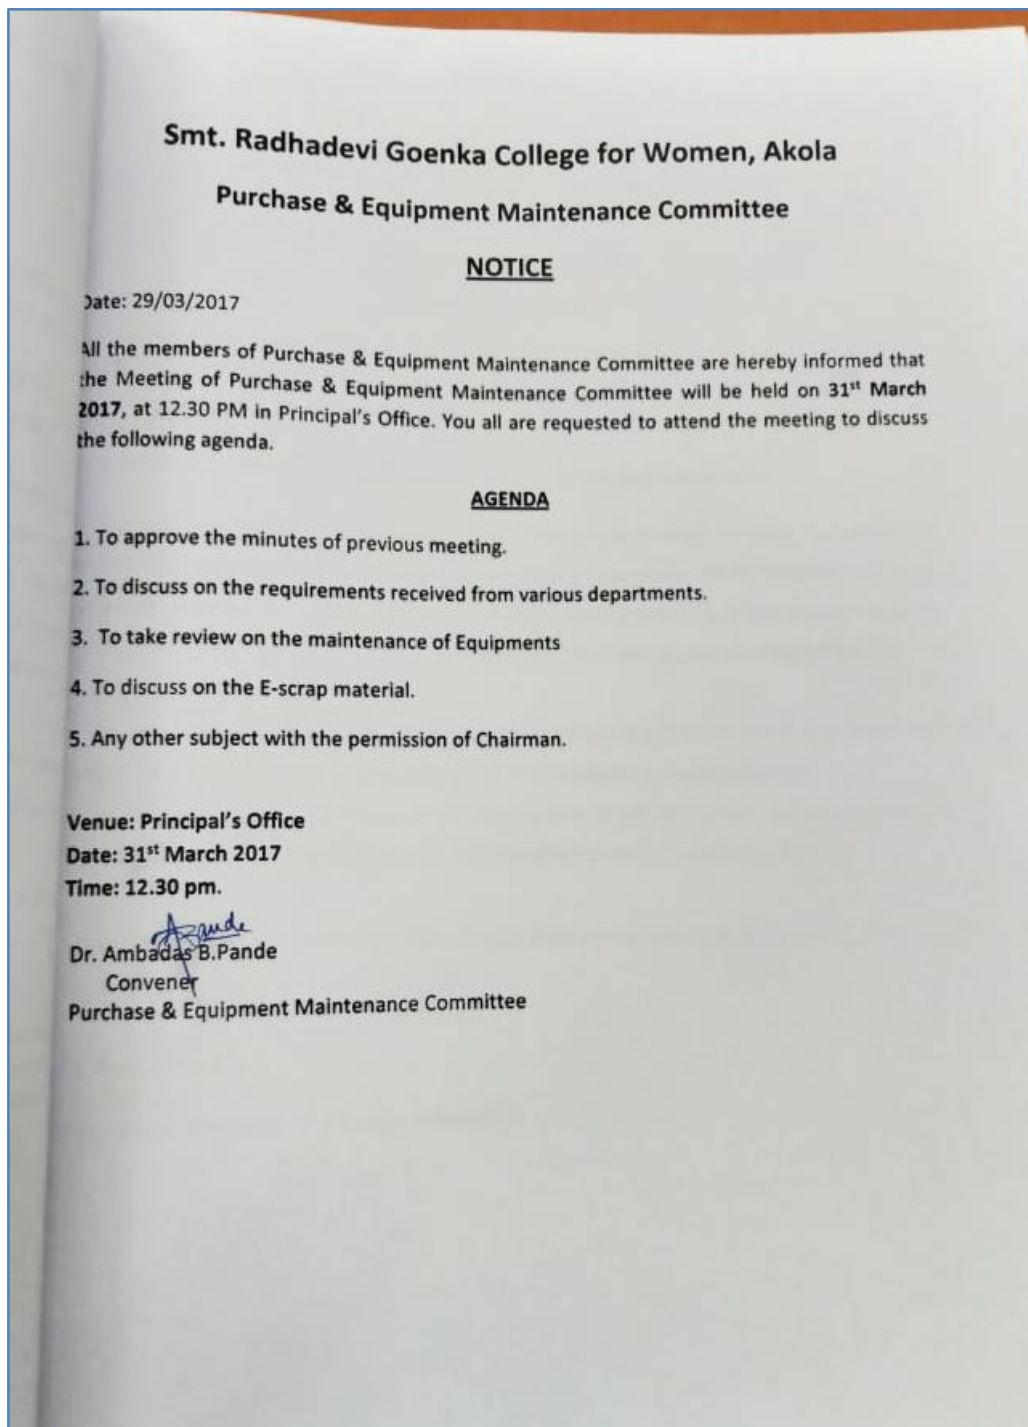 Smt. Radhadevi Goenka College for Women, Akola
Purchase & Equipment Maintenance Committee
NOTICE
Date: 29/03/2017
All the members of Purchase & Equipment Maintenance Committee are hereby informed that
the Meeting of Purchase & Equipment Maintenance Committee will be held on 31st March
2017, at 12.30 PM in Principal's Office. You all are requested to attend the meeting to discuss
the following agenda.
AGENDA
1. To approve the minutes of previous meeting.
2. To discuss on the requirements received from various departments.
3. To take review on the maintenance of Equipments
4. To discuss on the E-scrap material.
5. Any other subject with the permission of Chairman.
Venue: Principal's Office
Date: 31st March 2017
Time: 12.30 pm.
APande
Dr. Ambadas B.Pande
Convener
Purchase & Equipment Maintenance Committee